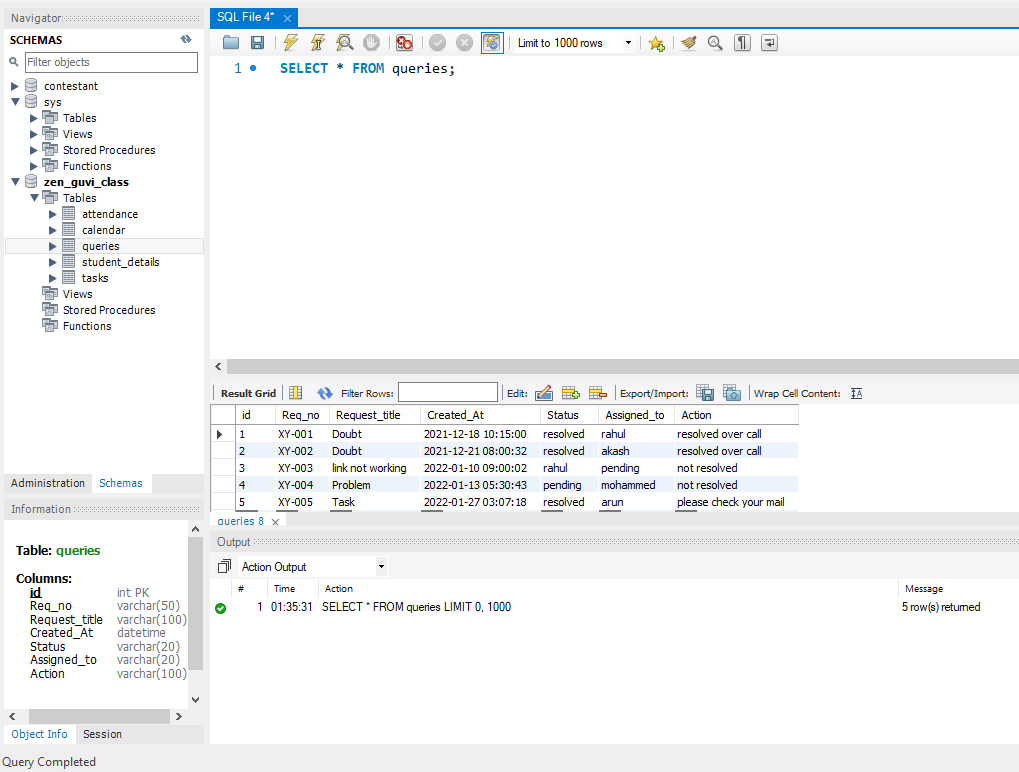 Navigator
SCHEMAS
Filter objects
contestant
sys
Tables
Views
Stored Procedures
Functions
zen_guvi_class
Tables
attendance
calendar
queries
student_details
tasks
Views
Stored Procedures
Functions
Administration Schemas
Information
Table: queries
Columns:
id int PK
Req_no varchar(50)
Request_title varchar(100)
Created_At datetime
Status varchar(20)
Assigned_to varchar(20)
Action varchar(100)
Object Info Session
Query Completed
SQL File 4*
Limit to 1000 rows
1 SELECT * FROM queries;
Result Grid Filter Rows: Edit: Export/Import: Wrap Cell Content:
id Req_no Request_title Created_At Status Assigned_to Action
1 XY-001 Doubt 2021-12-18 10:15:00 resolved rahul resolved over call
2 XY-002 Doubt 2021-12-21 08:00:32 resolved akash resolved over call
3 XY-003 link not working 2022-01-10 09:00:02 rahul pending not resolved
4 XY-004 Problem 2022-01-13 05:30:43 pending mohammed not resolved
5 XY-005 Task 2022-01-27 03:07:18 resolved arun please check your mail
queries 8
Output
Action Output
# Time Action Message
1 01:35:31 SELECT * FROM queries LIMIT 0, 1000 5 row(s) returned